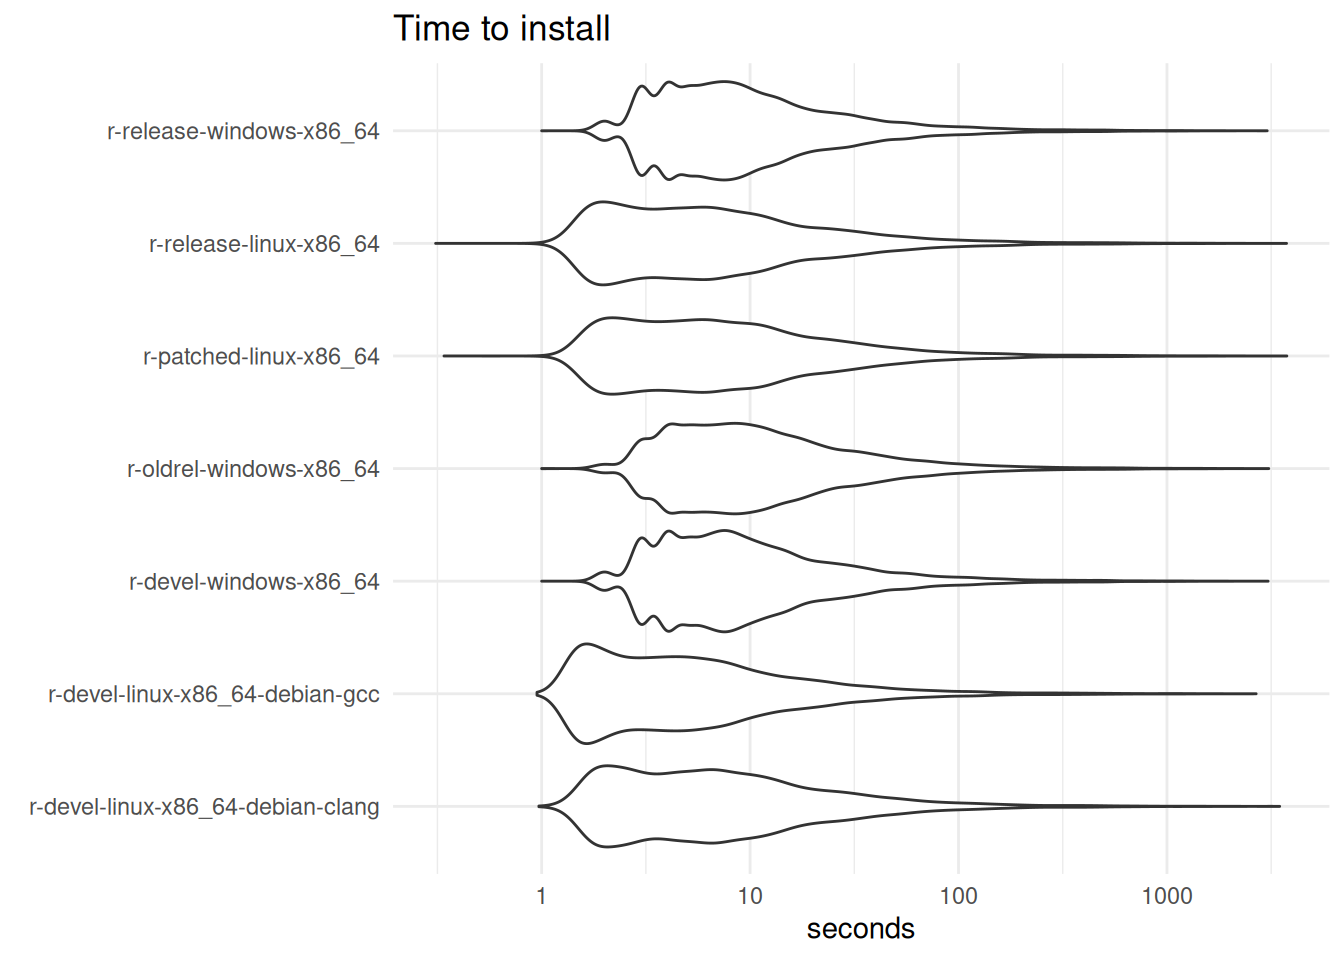 Time to install
r-release-windows-x86_64
r-release-linux-x86_64
r-patched-linux-x86_64
r-oldrel-windows-x86_64
r-devel-windows-x86_64
r-devel-linux-x86_64-debian-gcc
r-devel-linux-x86_64-debian-clang
1 10 100 1000
seconds